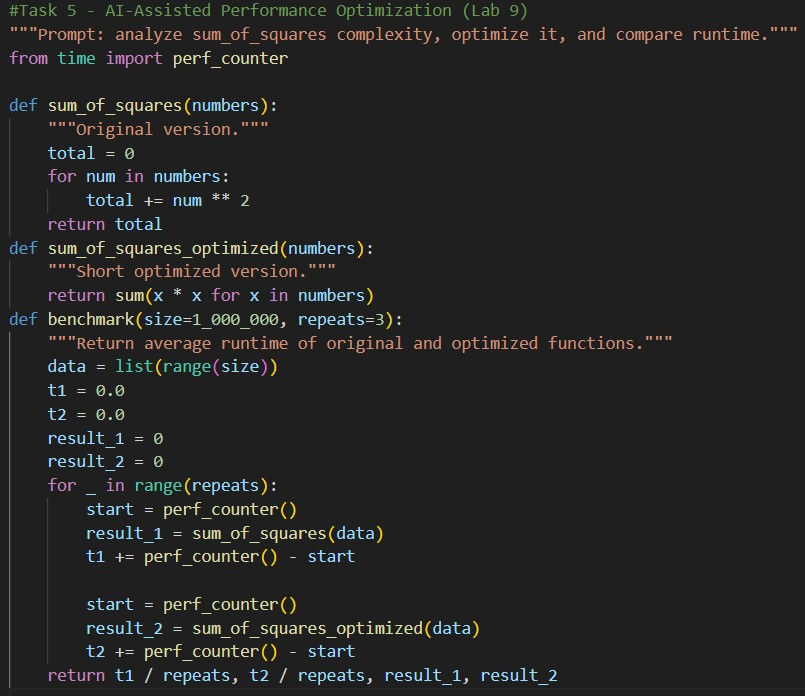 #Task 5 - AI-Assisted Performance Optimization (Lab 9)
"""Prompt: analyze sum_of_squares complexity, optimize it, and compare runtime."""
from time import perf_counter

def sum_of_squares(numbers):
    """Original version."""
    total = 0
    for num in numbers:
        total += num ** 2
    return total
def sum_of_squares_optimized(numbers):
    """Short optimized version."""
    return sum(x * x for x in numbers)
def benchmark(size=1_000_000, repeats=3):
    """Return average runtime of original and optimized functions."""
    data = list(range(size))
    t1 = 0.0
    t2 = 0.0
    result_1 = 0
    result_2 = 0
    for _ in range(repeats):
        start = perf_counter()
        result_1 = sum_of_squares(data)
        t1 += perf_counter() - start

        start = perf_counter()
        result_2 = sum_of_squares_optimized(data)
        t2 += perf_counter() - start
    return t1 / repeats, t2 / repeats, result_1, result_2